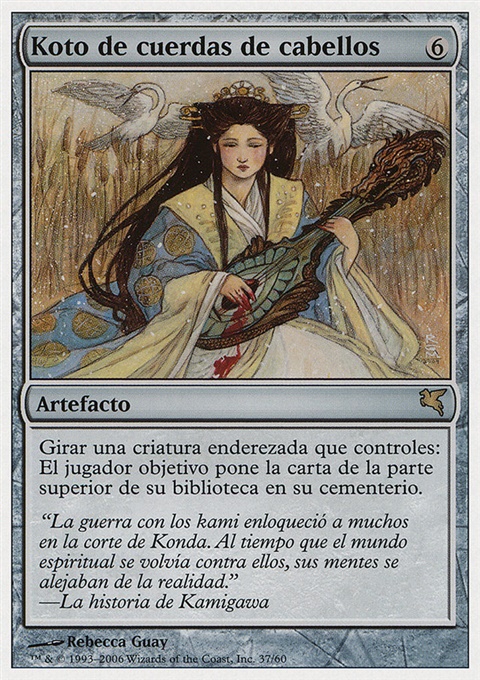 Koto de cuerdas de cabellos 6
Artefacto
Girar una criatura enderezada que controles:
El jugador objetivo pone la carta de la parte
superior de su biblioteca en su cementerio.
“La guerra con los kami enloqueció a muchos
en la corte de Konda. Al tiempo que el mundo
espiritual se volvía contra ellos, sus mentes se
alejaban de la realidad.”
—La historia de Kamigawa
Rebecca Guay
™ & © 1993–2006 Wizards of the Coast, Inc. 37/60